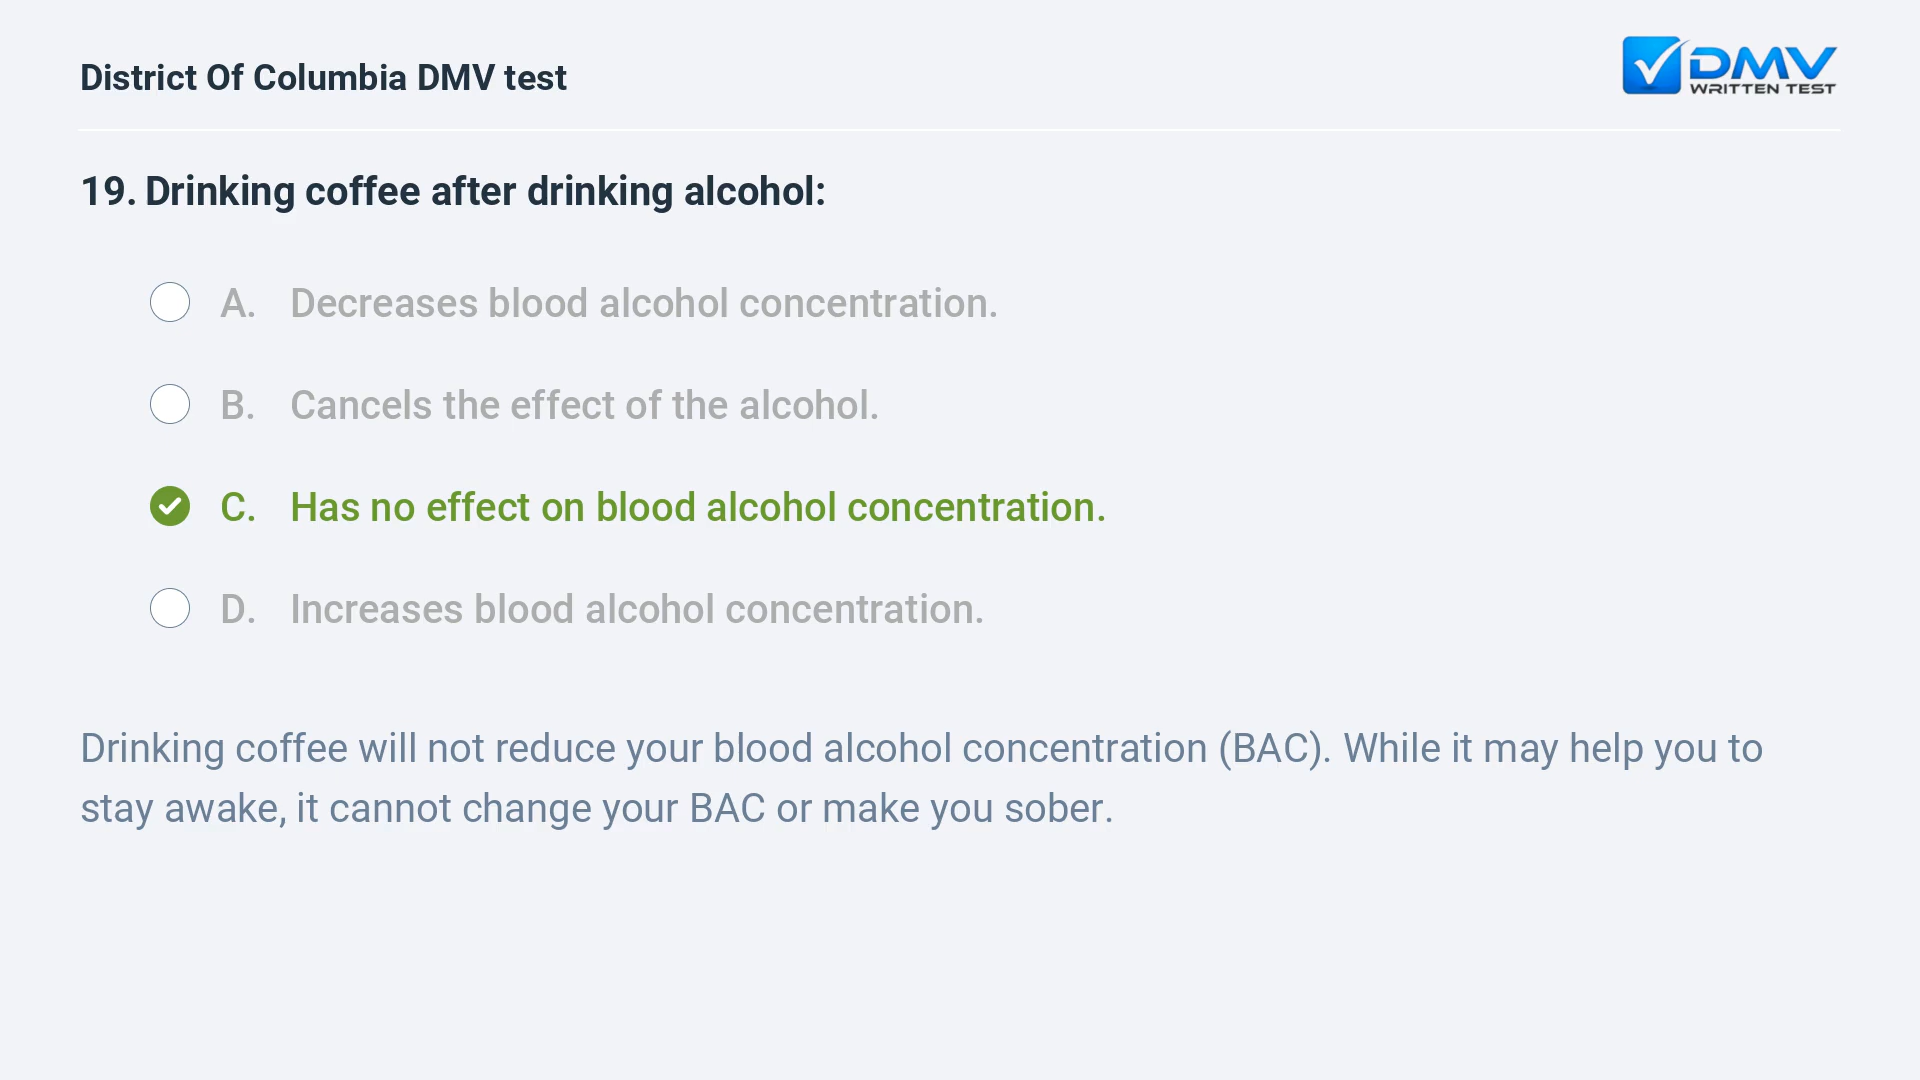 District Of Columbia DMV test
DMV
WRITTEN TEST
19. Drinking coffee after drinking alcohol:
A. Decreases blood alcohol concentration.
B. Cancels the effect of the alcohol.
C. Has no effect on blood alcohol concentration.
D. Increases blood alcohol concentration.
Drinking coffee will not reduce your blood alcohol concentration (BAC). While it may help you to
stay awake, it cannot change your BAC or make you sober.